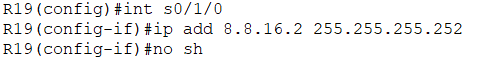 R19(config)#int s0/1/0
R19(config-if)#ip add 8.8.16.2 255.255.255.252
R19(config-if)#no sh